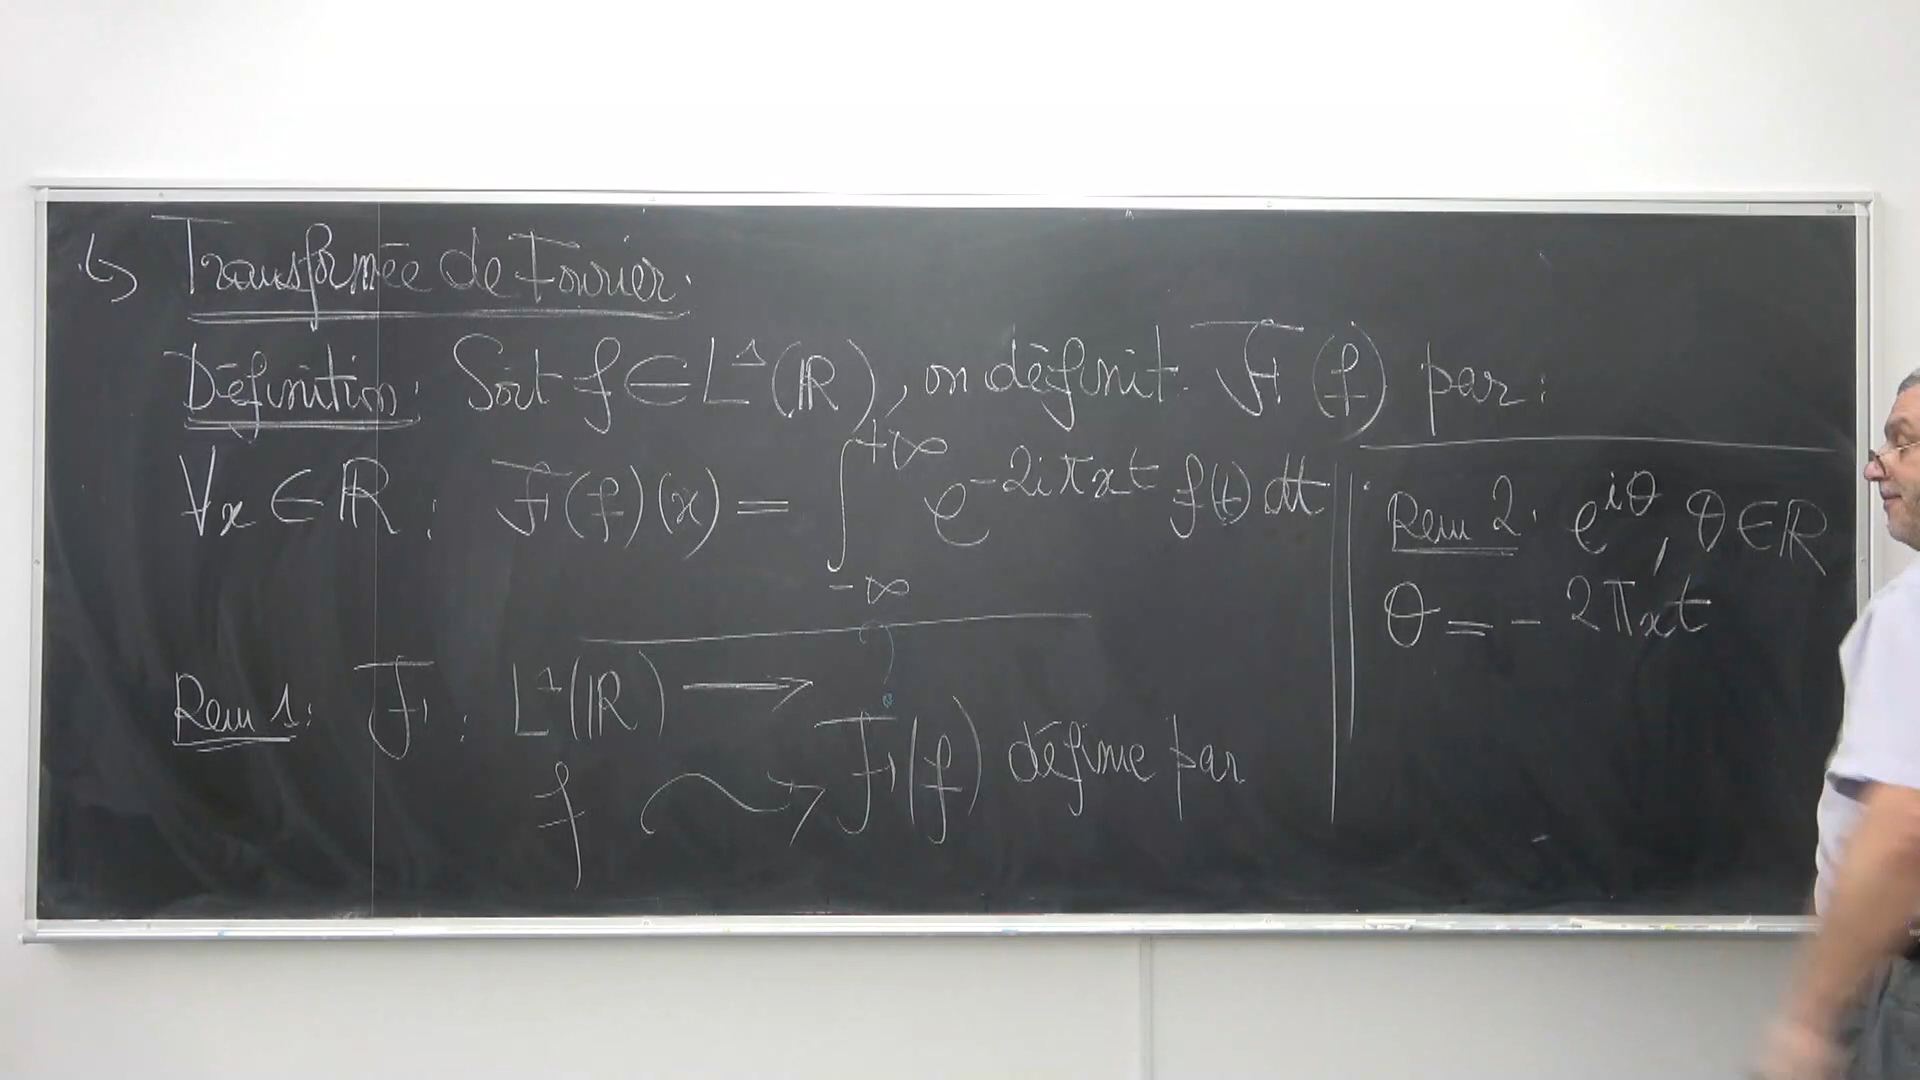 ↳ Transformée de Fourier.
Définition: Soit f ∈ L¹(ℝ), on définit ℱ(f) par:
∀x ∈ ℝ: ℱ(f)(x) = ∫_{-∞}^{+∞} e^{-2iπxt} f(t) dt
Rem 1: ℱ: L¹(ℝ) ⟶
f ⤳ ℱ(f) définie par
Rem 2: e^{iθ}, θ ∈ ℝ
θ = - 2πxt